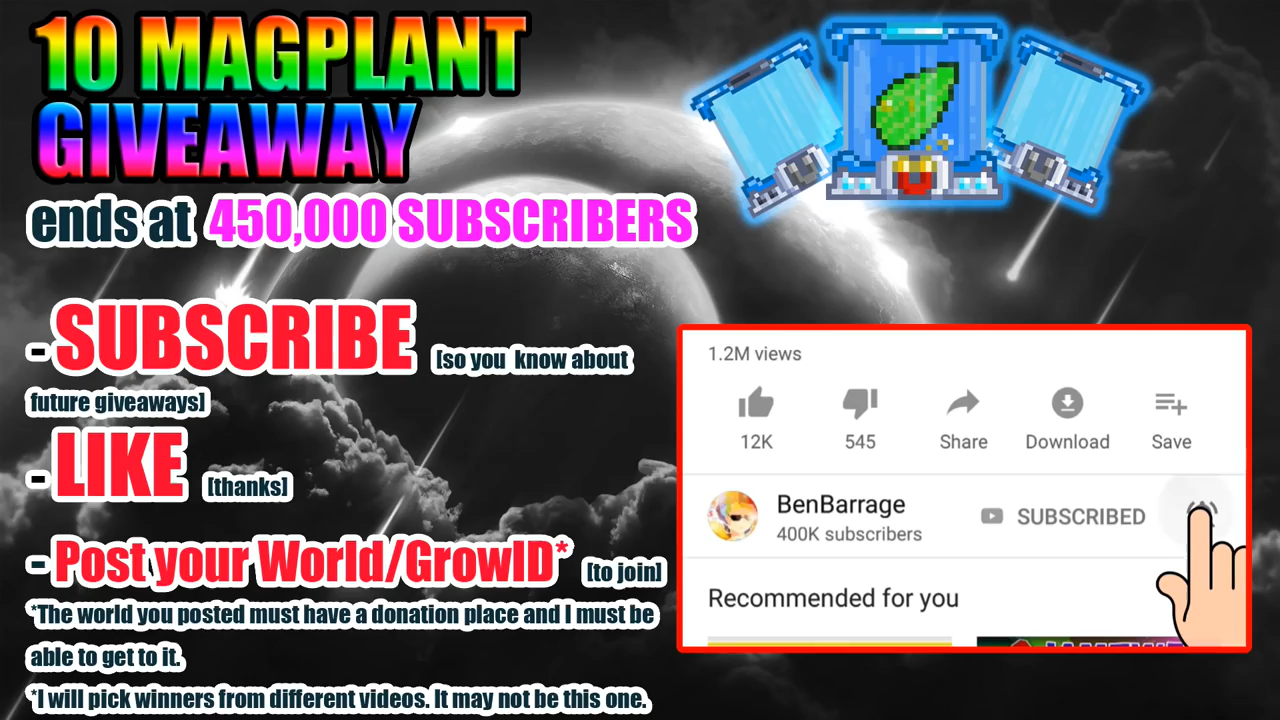 10 MAGPLANT
GIVEAWAY
ends at 450,000 SUBSCRIBERS
- SUBSCRIBE [so you know about
future giveaways]
- LIKE [thanks]
- Post your World/GrowID* [to join]
*The world you posted must have a donation place and I must be
able to get to it.
*I will pick winners from different videos. It may not be this one.
1.2M views
12K 545 Share Download Save
BenBarrage
400K subscribers
SUBSCRIBED
Recommended for you